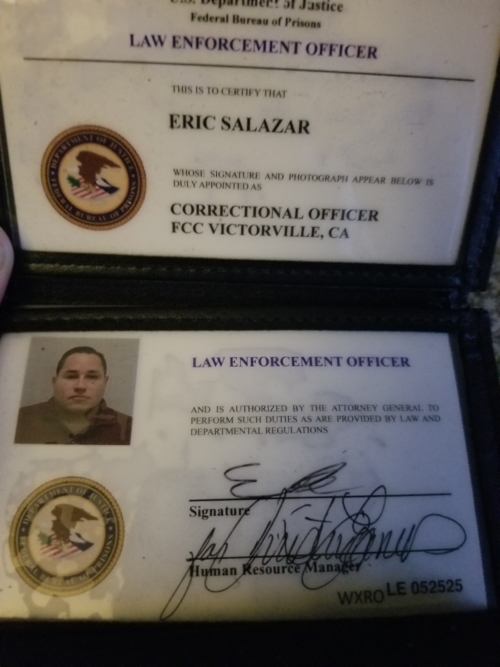 U.S. Department of Justice
Federal Bureau of Prisons
LAW ENFORCEMENT OFFICER
THIS IS TO CERTIFY THAT
ERIC SALAZAR
WHOSE SIGNATURE AND PHOTOGRAPH APPEAR BELOW IS
DULY APPOINTED AS
CORRECTIONAL OFFICER
FCC VICTORVILLE, CA
LAW ENFORCEMENT OFFICER
AND IS AUTHORIZED BY THE ATTORNEY GENERAL TO
PERFORM SUCH DUTIES AS ARE PROVIDED BY LAW AND
DEPARTMENTAL REGULATIONS
Signature
Human Resource Manager
WXRO LE 052525